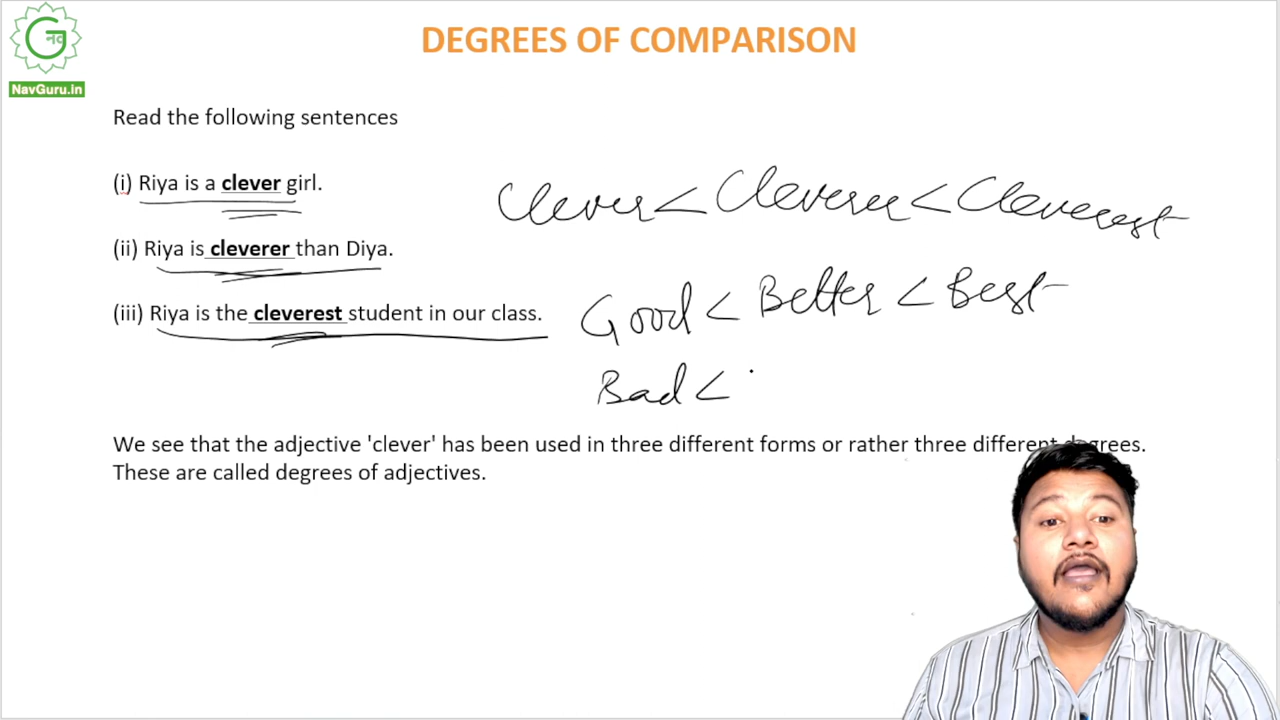 नव
NavGuru.in
DEGREES OF COMPARISON
Read the following sentences
(i) Riya is a clever girl.
(ii) Riya is cleverer than Diya.
(iii) Riya is the cleverest student in our class.
Clever < Cleverer < Cleverest
Good < Better < Best
Bad <
We see that the adjective 'clever' has been used in three different forms or rather three different degrees.
These are called degrees of adjectives.